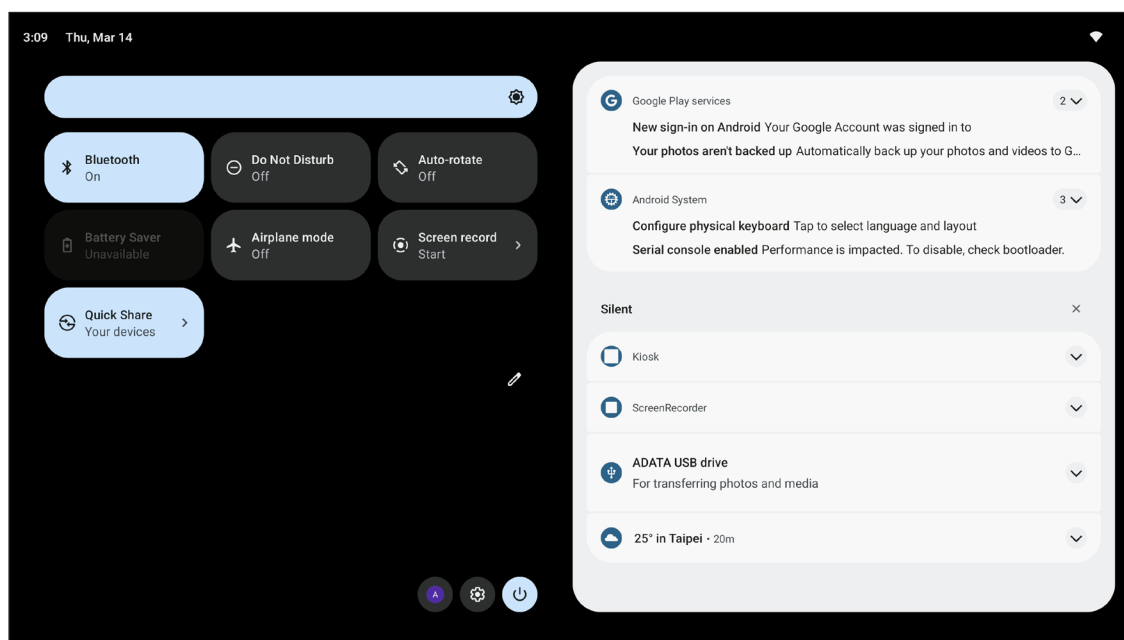 3:09 Thu, Mar 14
Bluetooth
On
Do Not Disturb
Off
Auto-rotate
Off
Battery Saver
Unavailable
Airplane mode
Off
Screen record
Start
Quick Share
Your devices
A
G
Google Play services
2
New sign-in on Android Your Google Account was signed in to
Your photos aren't backed up Automatically back up your photos and videos to G...
Android System
3
Configure physical keyboard Tap to select language and layout
Serial console enabled Performance is impacted. To disable, check bootloader.
Silent
Kiosk
ScreenRecorder
ADATA USB drive
For transferring photos and media
25° in Taipei • 20m